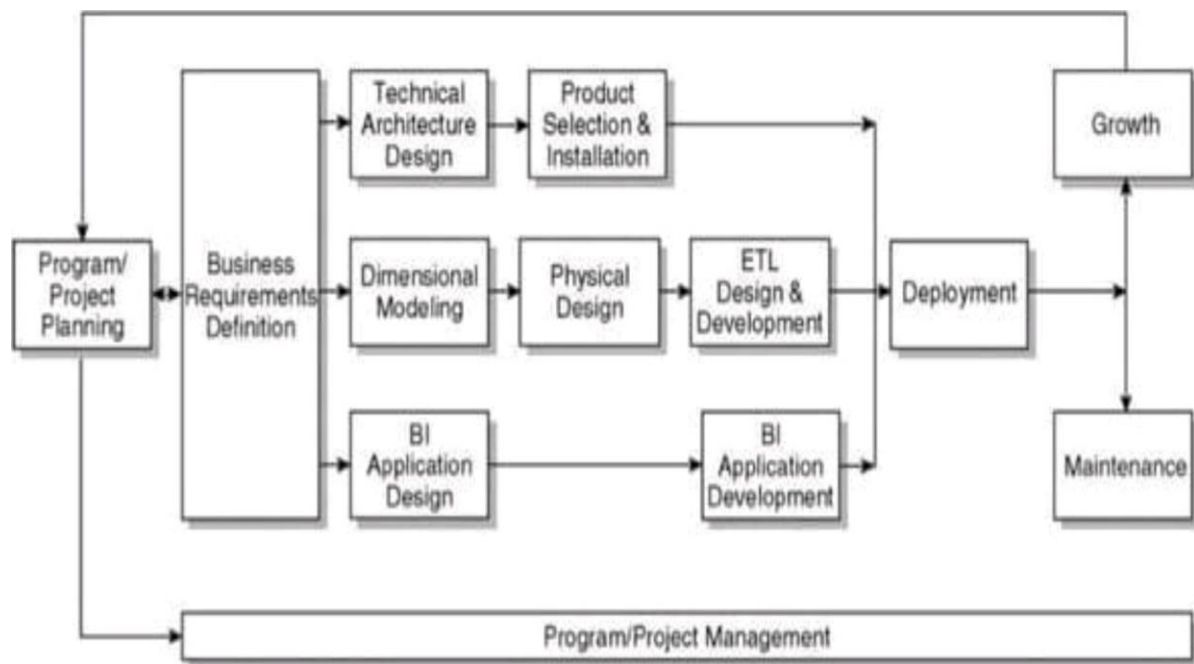 Technical
Architecture
Design
Product
Selection &
Installation
Growth
Program/
Project
Planning
Business
Requirements
Definition
Dimensional
Modeling
Physical
Design
ETL
Design &
Development
Deployment
BI
Application
Design
BI
Application
Development
Maintenance
Program/Project Management